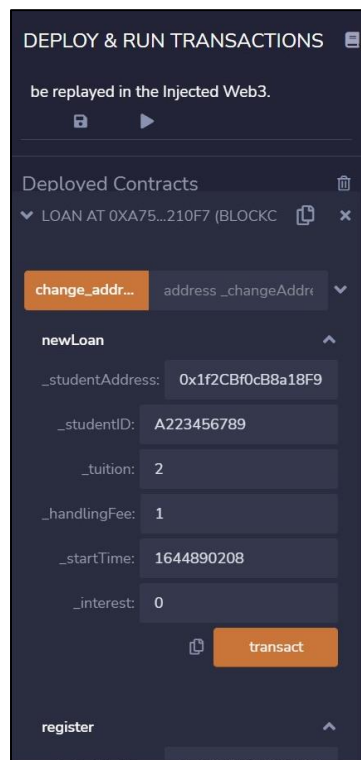 DEPLOY & RUN TRANSACTIONS
be replayed in the Injected Web3.
Deployed Contracts
LOAN AT 0XA75...210F7 (BLOCKC
change_addr... address _changeAddre
newLoan
_studentAddress: 0x1f2CBf0cB8a18F9
_studentID: A223456789
_tuition: 2
_handlingFee: 1
_startTime: 1644890208
_interest: 0
transact
register